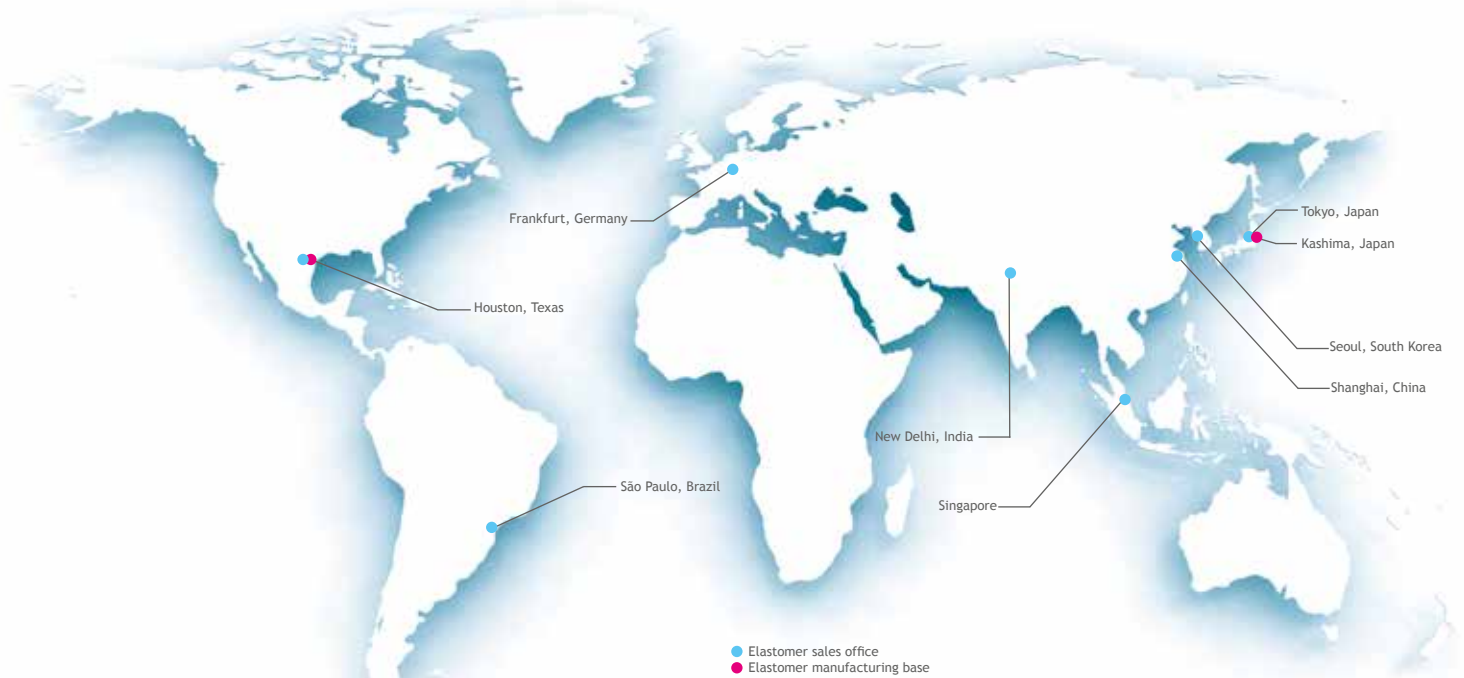 Frankfurt, Germany
Tokyo, Japan
Kashima, Japan
Houston, Texas
Seoul, South Korea
Shanghai, China
New Delhi, India
São Paulo, Brazil
Singapore
Elastomer sales office
Elastomer manufacturing base